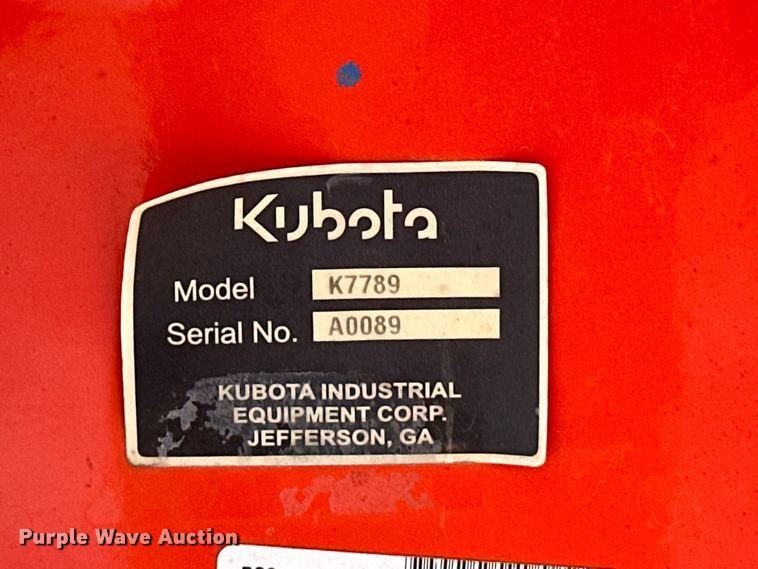 Kubota
Model K7789
Serial No. A0089
KUBOTA INDUSTRIAL
EQUIPMENT CORP.
JEFFERSON, GA
Purple Wave Auction